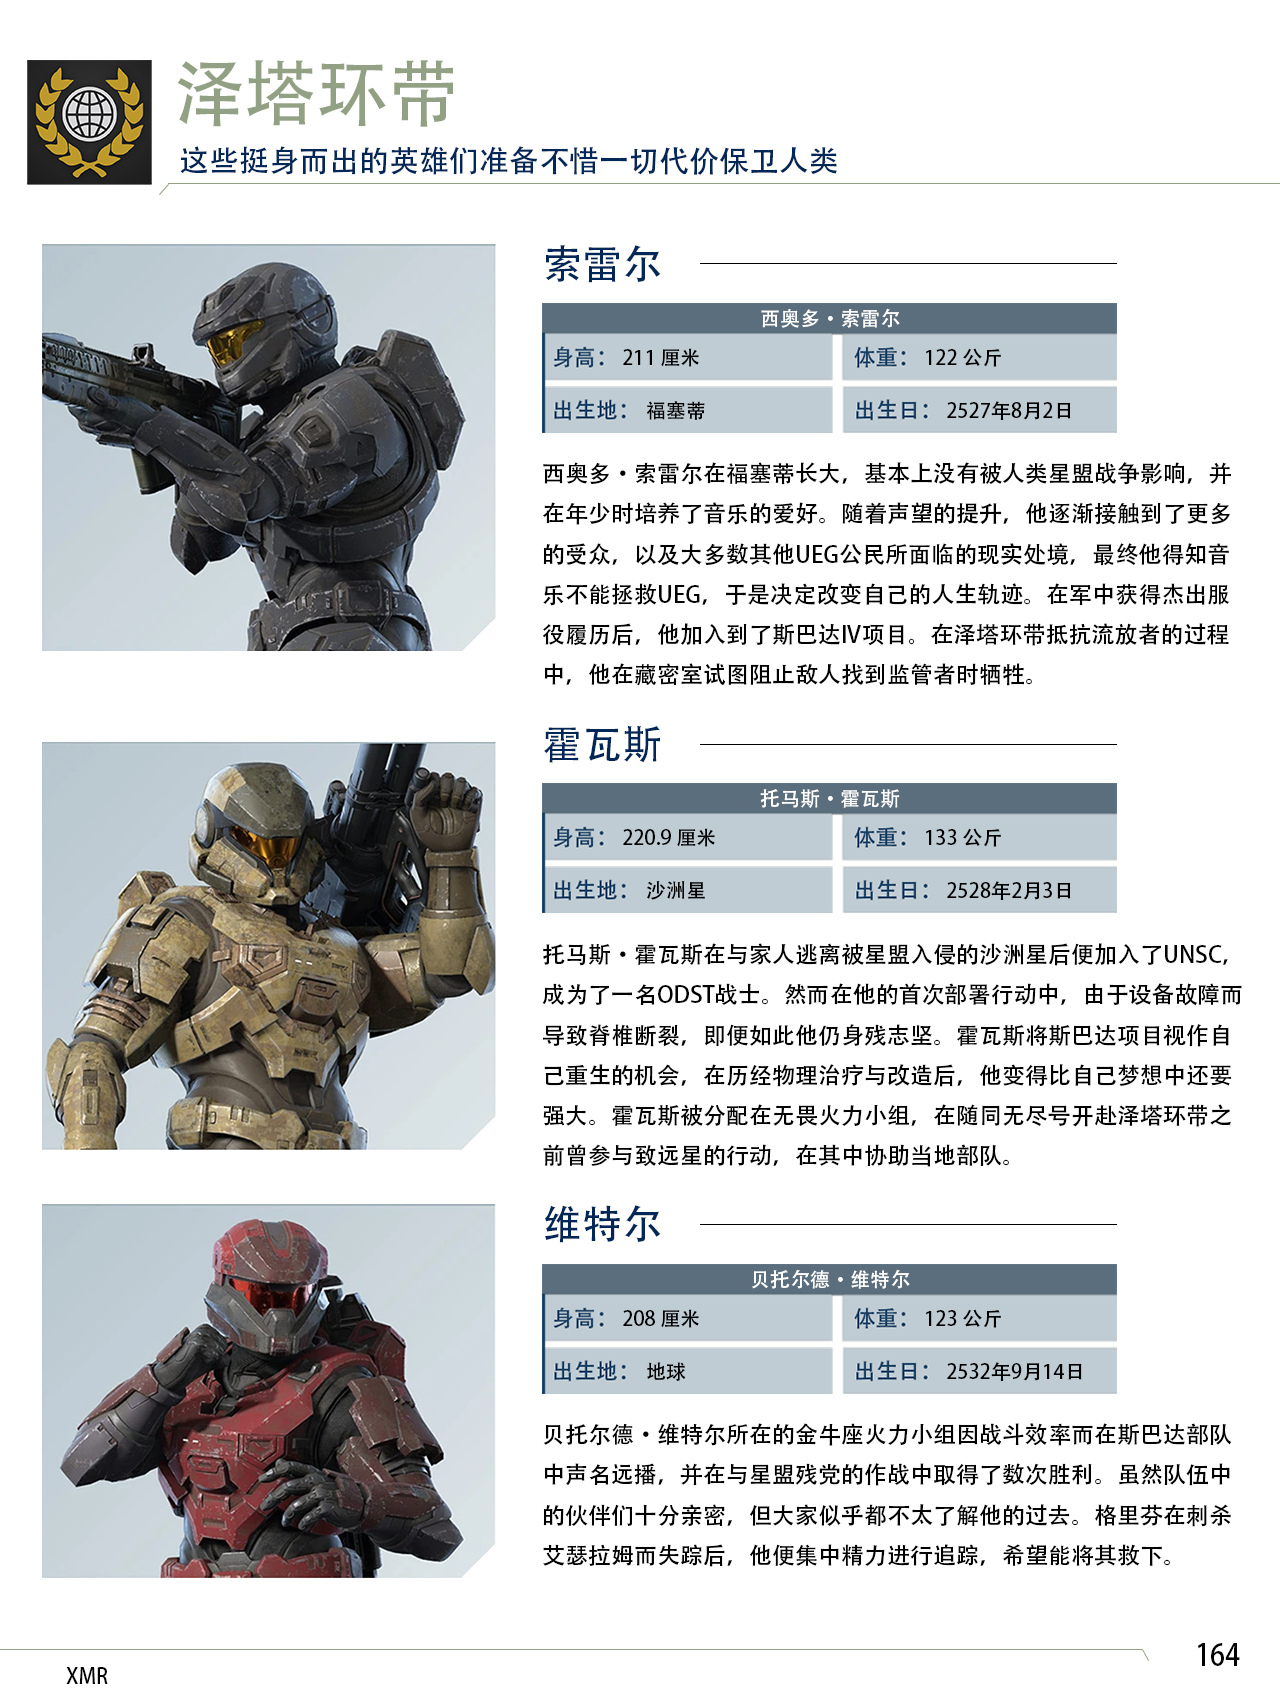 泽塔环带
这些挺身而出的英雄们准备不惜一切代价保卫人类
索雷尔
西奥多·索雷尔
身高： 211 厘米
体重： 122 公斤
出生地： 福塞蒂
出生日： 2527年8月2日
西奥多·索雷尔在福塞蒂长大，基本上没有被人类星盟战争影响，并
在年少时培养了音乐的爱好。随着声望的提升，他逐渐接触到了更多
的受众，以及大多数其他UEG公民所面临的现实处境，最终他得知音
乐不能拯救UEG，于是决定改变自己的人生轨迹。在军中获得杰出服
役履历后，他加入到了斯巴达IV项目。在泽塔环带抵抗流放者的过程
中，他在藏密室试图阻止敌人找到监管者时牺牲。
霍瓦斯
托马斯·霍瓦斯
身高： 220.9 厘米
体重： 133 公斤
出生地： 沙洲星
出生日： 2528年2月3日
托马斯·霍瓦斯在与家人逃离被星盟入侵的沙洲星后便加入了UNSC，
成为了一名ODST战士。然而在他的首次部署行动中，由于设备故障而
导致脊椎断裂，即便如此他仍身残志坚。霍瓦斯将斯巴达项目视作自
己重生的机会，在历经物理治疗与改造后，他变得比自己梦想中还要
强大。霍瓦斯被分配在无畏火力小组，在随同无尽号开赴泽塔环带之
前曾参与致远星的行动，在其中协助当地部队。
维特尔
贝托尔德·维特尔
身高： 208 厘米
体重： 123 公斤
出生地： 地球
出生日： 2532年9月14日
贝托尔德·维特尔所在的金牛座火力小组因战斗效率而在斯巴达部队
中声名远播，并在与星盟残党的作战中取得了数次胜利。虽然队伍中
的伙伴们十分亲密，但大家似乎都不太了解他的过去。格里芬在刺杀
艾瑟拉姆而失踪后，他便集中精力进行追踪，希望能将其救下。
164
XMR